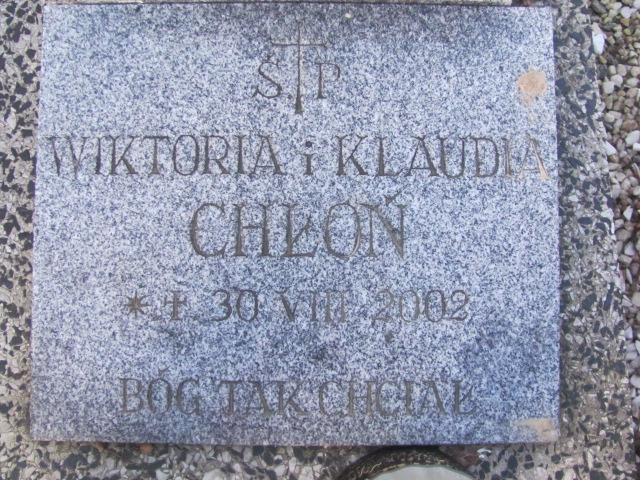 Ś P
WIKTORIA i KLAUDIA
CHŁOŃ
* † 30 VIII 2002
BÓG TAK CHCIAŁ